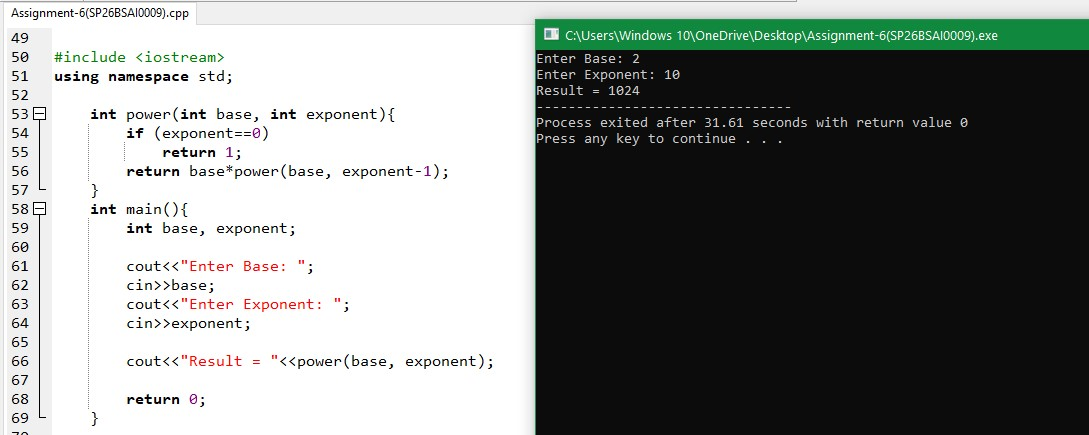 Assignment-6(SP26BSAI0009).cpp
49
50 #include <iostream>
51 using namespace std;
52
53 int power(int base, int exponent){
54 if (exponent==0)
55 return 1;
56 return base*power(base, exponent-1);
57 }
58 int main(){
59 int base, exponent;
60
61 cout<<"Enter Base: ";
62 cin>>base;
63 cout<<"Enter Exponent: ";
64 cin>>exponent;
65
66 cout<<"Result = "<<power(base, exponent);
67
68 return 0;
69 }
C:\Users\Windows 10\OneDrive\Desktop\Assignment-6(SP26BSAI0009).exe
Enter Base: 2
Enter Exponent: 10
Result = 1024
--------------------------------
Process exited after 31.61 seconds with return value 0
Press any key to continue . . .